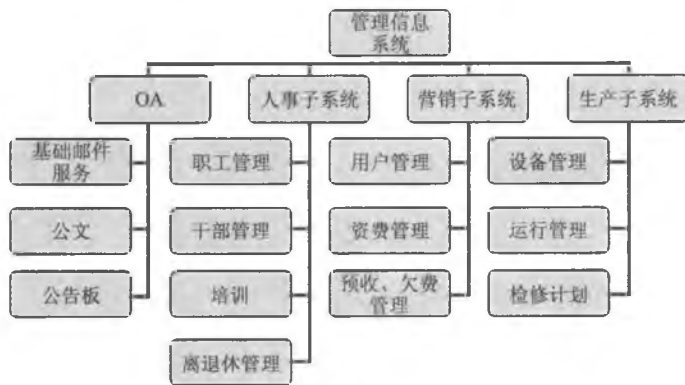 管理信息
系统
OA
人事子系统
营销子系统
生产子系统
基础邮件
服务
职工管理
用户管理
设备管理
公文
干部管理
资费管理
运行管理
公告板
培训
预收、欠费
管理
检修计划
离退休管理